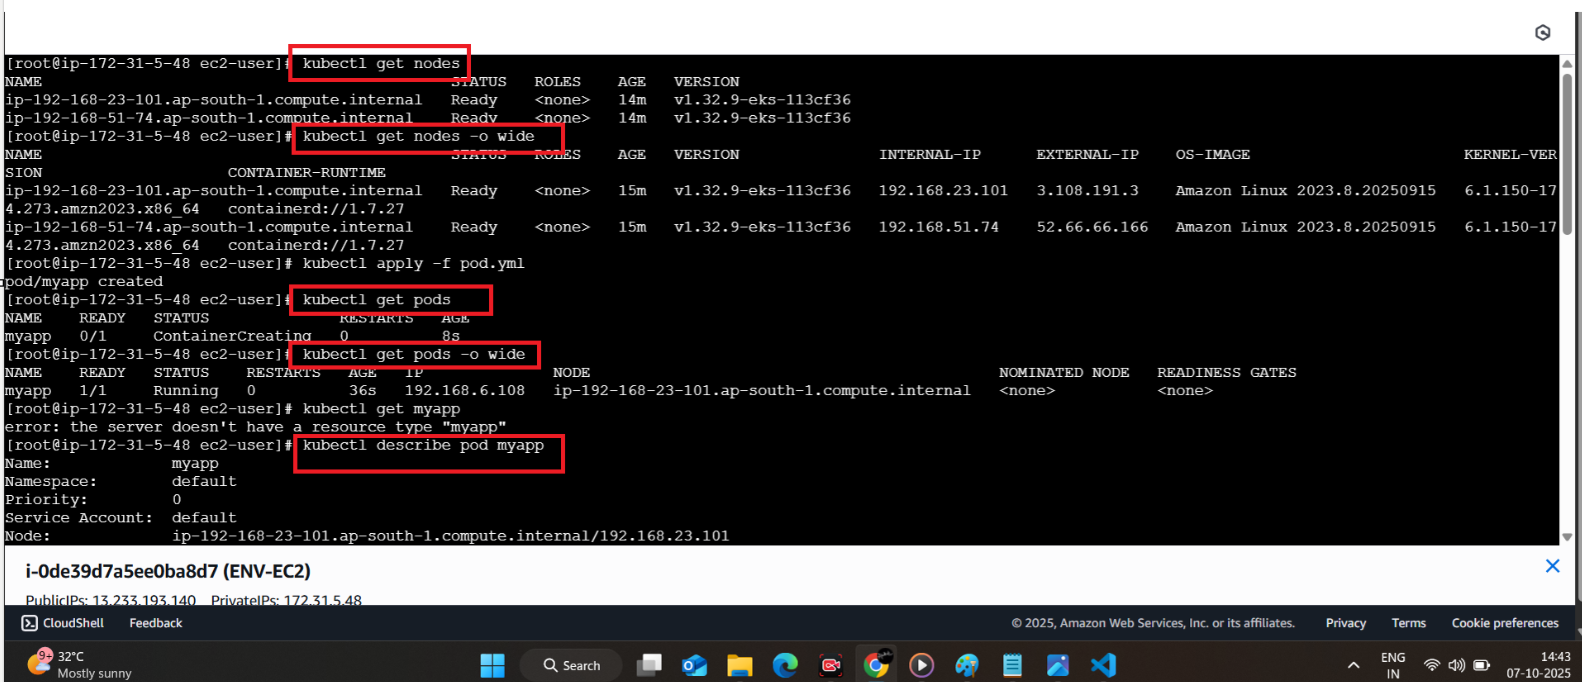 [root@ip-172-31-5-48 ec2-user]# kubectl get nodes
NAME STATUS ROLES AGE VERSION
ip-192-168-23-101.ap-south-1.compute.internal Ready <none> 14m v1.32.9-eks-113cf36
ip-192-168-51-74.ap-south-1.compute.internal Ready <none> 14m v1.32.9-eks-113cf36
[root@ip-172-31-5-48 ec2-user]# kubectl get nodes -o wide
NAME STATUS ROLES AGE VERSION INTERNAL-IP EXTERNAL-IP OS-IMAGE KERNEL-VER
SION CONTAINER-RUNTIME
ip-192-168-23-101.ap-south-1.compute.internal Ready <none> 15m v1.32.9-eks-113cf36 192.168.23.101 3.108.191.3 Amazon Linux 2023.8.20250915 6.1.150-17
4.273.amzn2023.x86_64 containerd://1.7.27
ip-192-168-51-74.ap-south-1.compute.internal Ready <none> 15m v1.32.9-eks-113cf36 192.168.51.74 52.66.66.166 Amazon Linux 2023.8.20250915 6.1.150-17
4.273.amzn2023.x86_64 containerd://1.7.27
[root@ip-172-31-5-48 ec2-user]# kubectl apply -f pod.yml
pod/myapp created
[root@ip-172-31-5-48 ec2-user]# kubectl get pods
NAME READY STATUS RESTARTS AGE
myapp 0/1 ContainerCreating 0 8s
[root@ip-172-31-5-48 ec2-user]# kubectl get pods -o wide
NAME READY STATUS RESTARTS AGE IP NODE NOMINATED NODE READINESS GATES
myapp 1/1 Running 0 36s 192.168.6.108 ip-192-168-23-101.ap-south-1.compute.internal <none> <none>
[root@ip-172-31-5-48 ec2-user]# kubectl get myapp
error: the server doesn't have a resource type "myapp"
[root@ip-172-31-5-48 ec2-user]# kubectl describe pod myapp
Name: myapp
Namespace: default
Priority: 0
Service Account: default
Node: ip-192-168-23-101.ap-south-1.compute.internal/192.168.23.101
i-0de39d7a5ee0ba8d7 (ENV-EC2)
PublicIPs: 13.233.193.140 PrivateIPs: 172.31.5.48
CloudShell Feedback © 2025, Amazon Web Services, Inc. or its affiliates. Privacy Terms Cookie preferences
9+ 32°C
Mostly sunny
Search
ENG
IN
14:43
07-10-2025